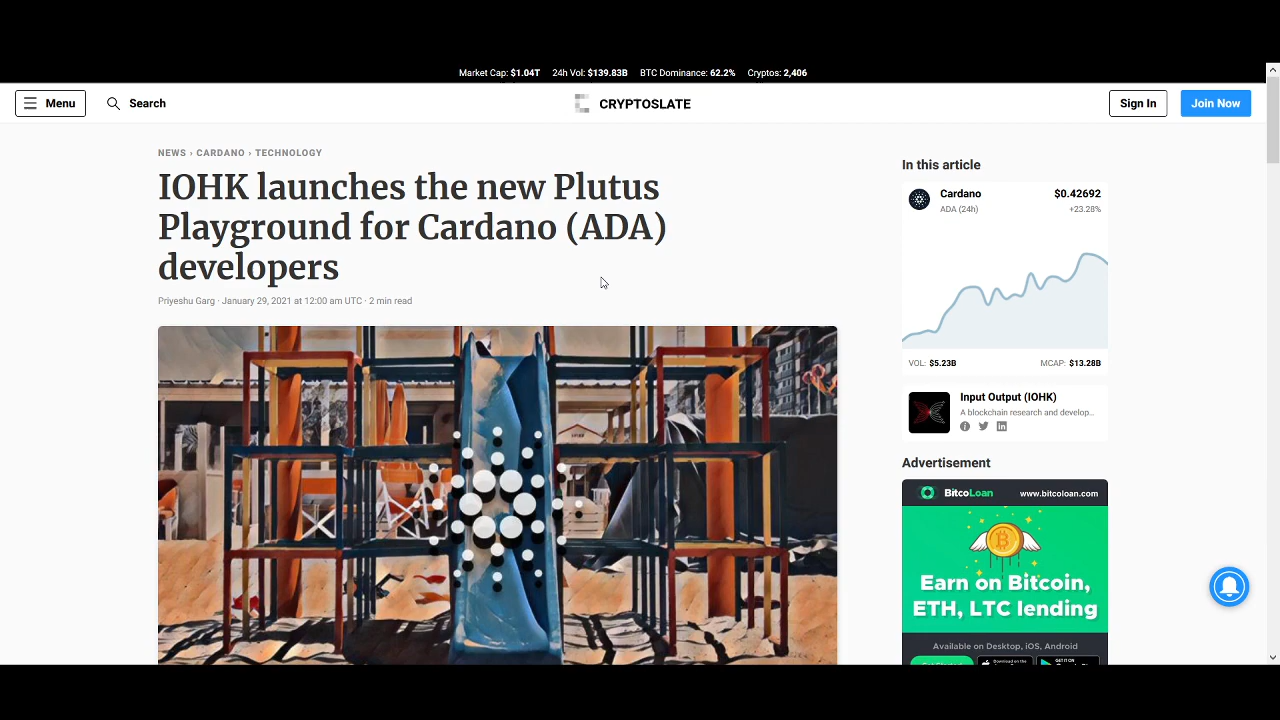 Market Cap: $1.04T 24h Vol: $139.83B BTC Dominance: 62.2% Cryptos: 2,406
Menu Search CRYPTOSLATE Sign In Join Now
NEWS › CARDANO › TECHNOLOGY
IOHK launches the new Plutus
Playground for Cardano (ADA)
developers
Priyeshu Garg · January 29, 2021 at 12:00 am UTC · 2 min read
In this article
Cardano $0.42692
ADA (24h) +23.28%
VOL: $5.23B MCAP: $13.28B
Input Output (IOHK)
A blockchain research and develop...
Advertisement
BitcoLoan www.bitcoloan.com
Earn on Bitcoin,
ETH, LTC lending
Available on Desktop, iOS, Android